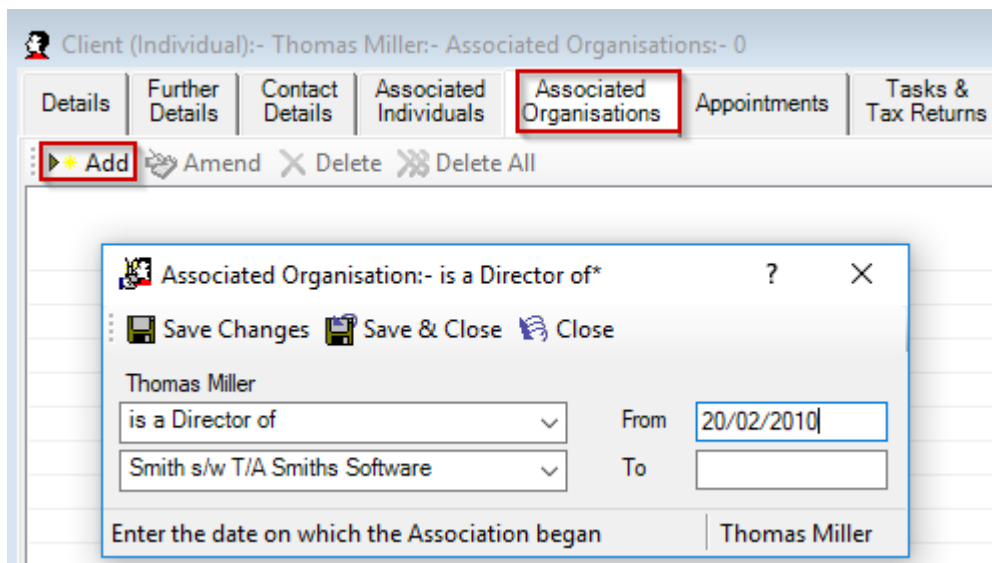 Client (Individual):- Thomas Miller:- Associated Organisations:- 0
Details
Further Details
Contact Details
Associated Individuals
Associated Organisations
Appointments
Tasks & Tax Returns
Add Amend Delete Delete All
Associated Organisation:- is a Director of* ?
Save Changes Save & Close Close
Thomas Miller
is a Director of From 20/02/2010
Smith s/w T/A Smiths Software To
Enter the date on which the Association began Thomas Miller